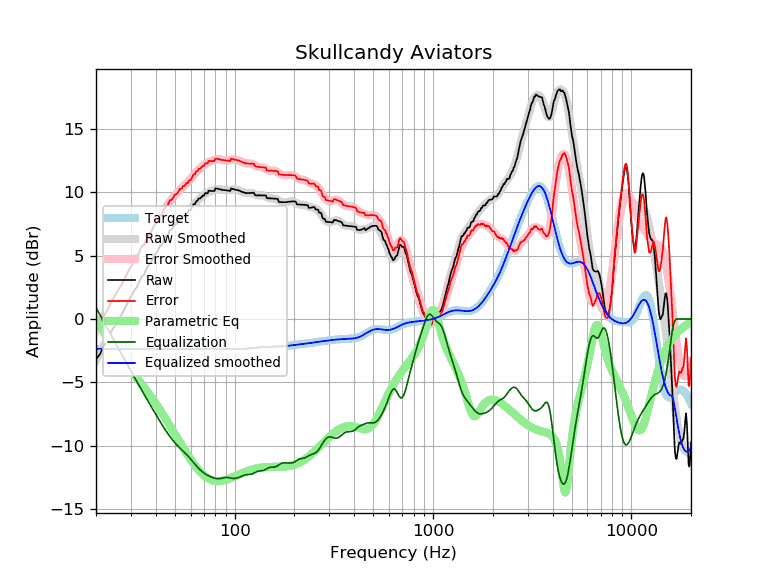 Skullcandy Aviators
Amplitude (dBr)
15
10
5
0
−5
−10
−15
Target
Raw Smoothed
Error Smoothed
Raw
Error
Parametric Eq
Equalization
Equalized smoothed
100
1000
10000
Frequency (Hz)